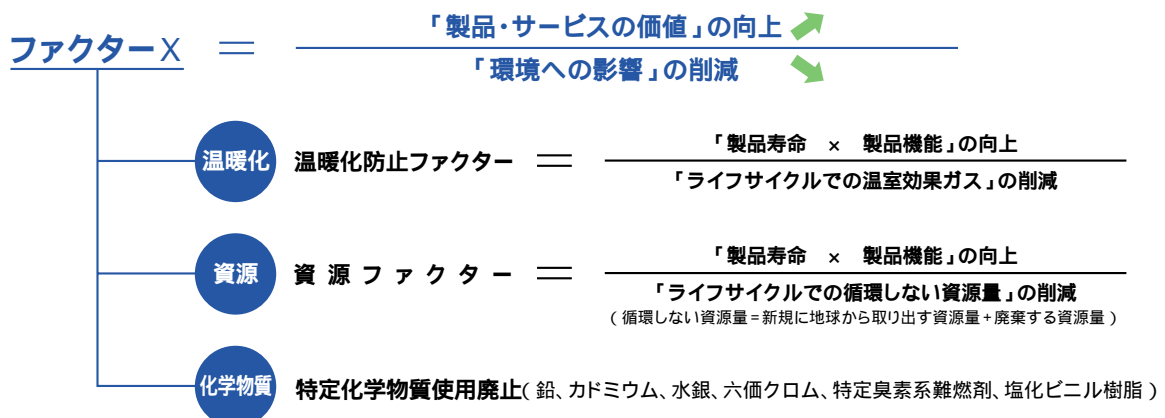 「製品・サービスの価値」の向上
ファクターX ＝
「環境への影響」の削減
温暖化 温暖化防止ファクター ＝
「製品寿命 × 製品機能」の向上
「ライフサイクルでの温室効果ガス」の削減
資源 資源ファクター ＝
「製品寿命 × 製品機能」の向上
「ライフサイクルでの循環しない資源量」の削減
（循環しない資源量=新規に地球から取り出す資源量+廃棄する資源量）
化学物質 特定化学物質使用廃止（鉛、カドミウム、水銀、六価クロム、特定臭素系難燃剤、塩化ビニル樹脂）